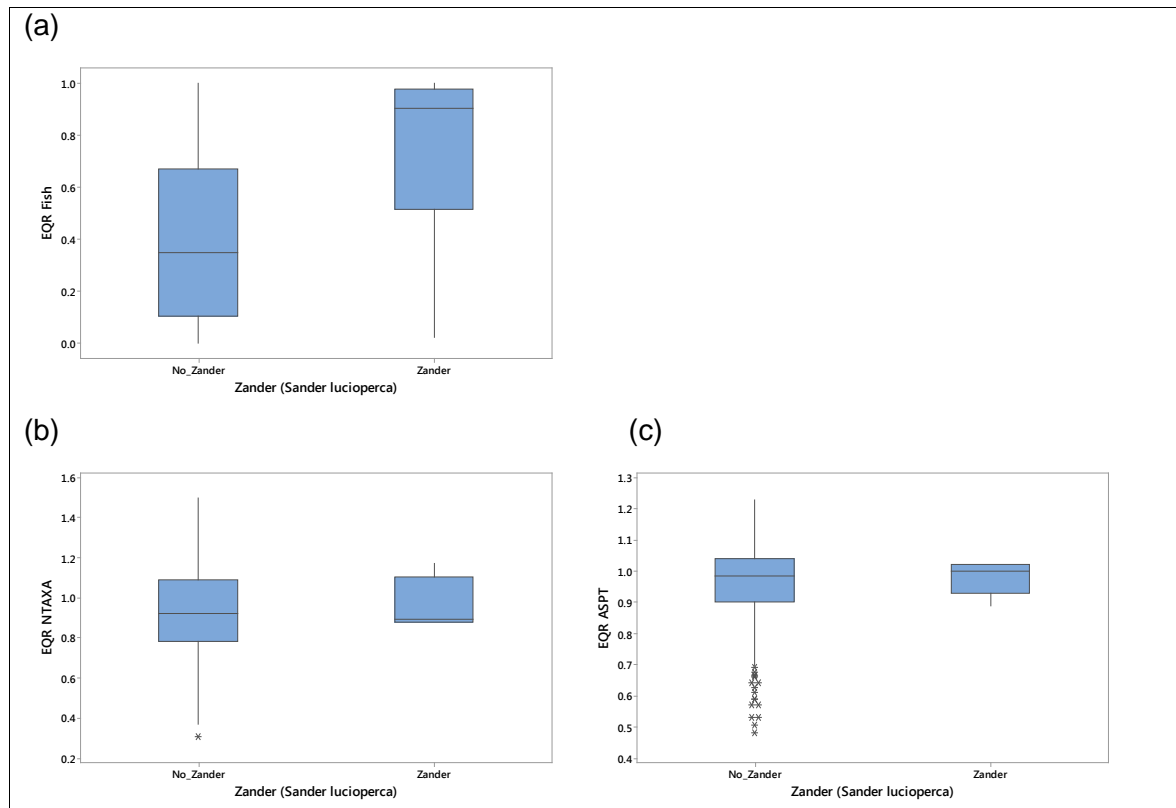 (a)
1.0
0.8
0.6
0.4
0.2
0.0
EQR Fish
No_Zander
Zander
Zander (Sander lucioperca)
(b)
1.6
1.4
1.2
1.0
0.8
0.6
0.4
0.2
EQR NTAXA
No_Zander
Zander
Zander (Sander lucioperca)
(c)
1.3
1.2
1.1
1.0
0.9
0.8
0.7
0.6
0.5
0.4
EQR ASPT
No_Zander
Zander
Zander (Sander lucioperca)